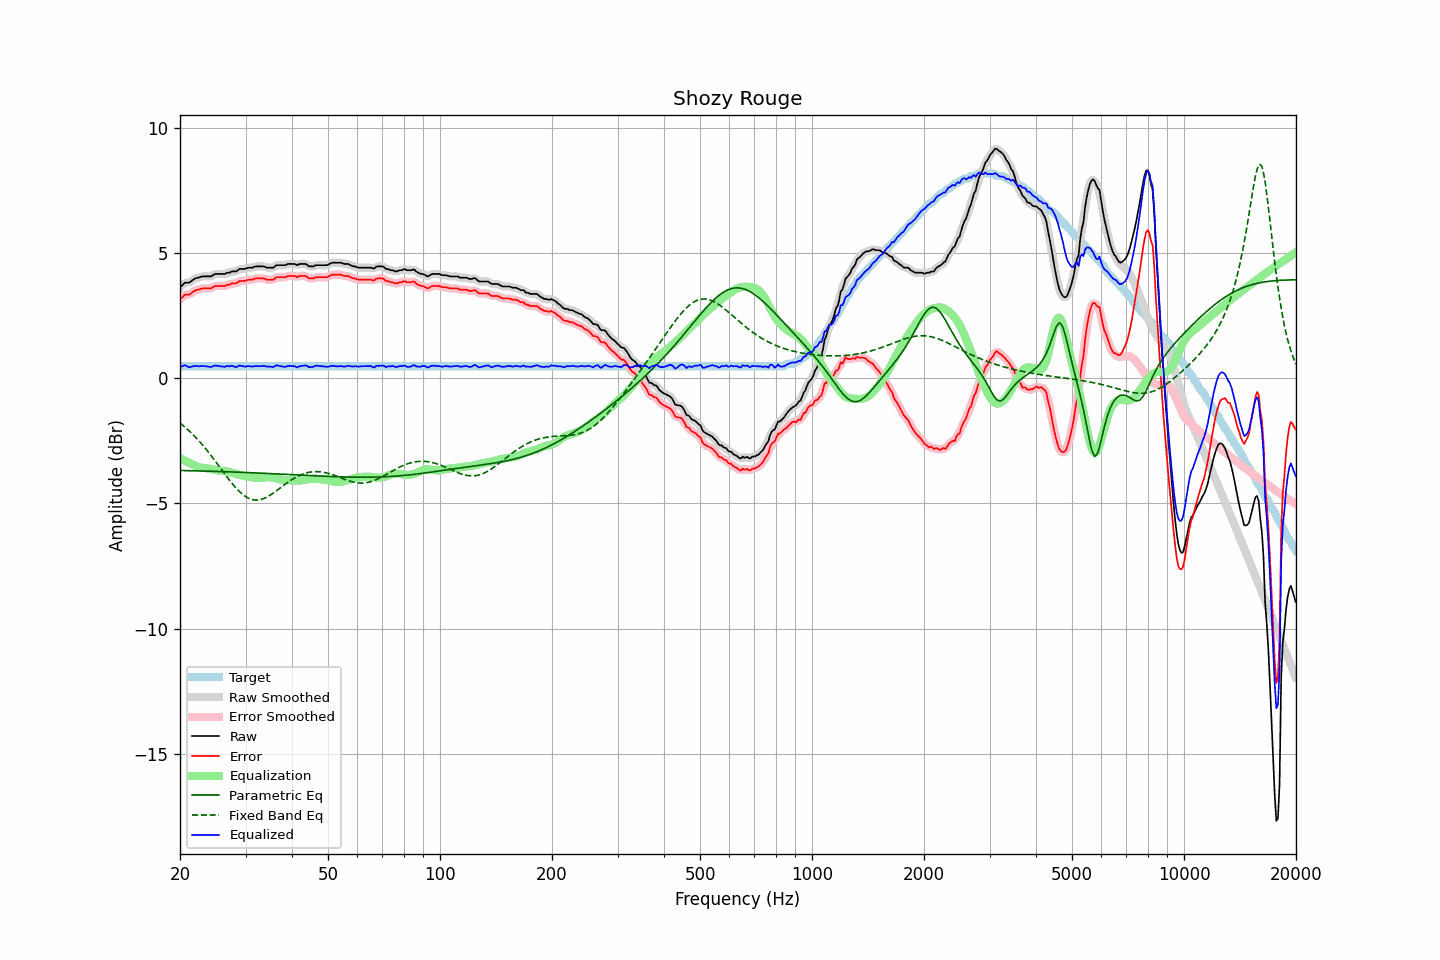 Shozy Rouge
10
5
0
−5
−10
−15
Amplitude (dBr)
Target
Raw Smoothed
Error Smoothed
Raw
Error
Equalization
Parametric Eq
Fixed Band Eq
Equalized
20 50 100 200 500 1000 2000 5000 10000 20000
Frequency (Hz)